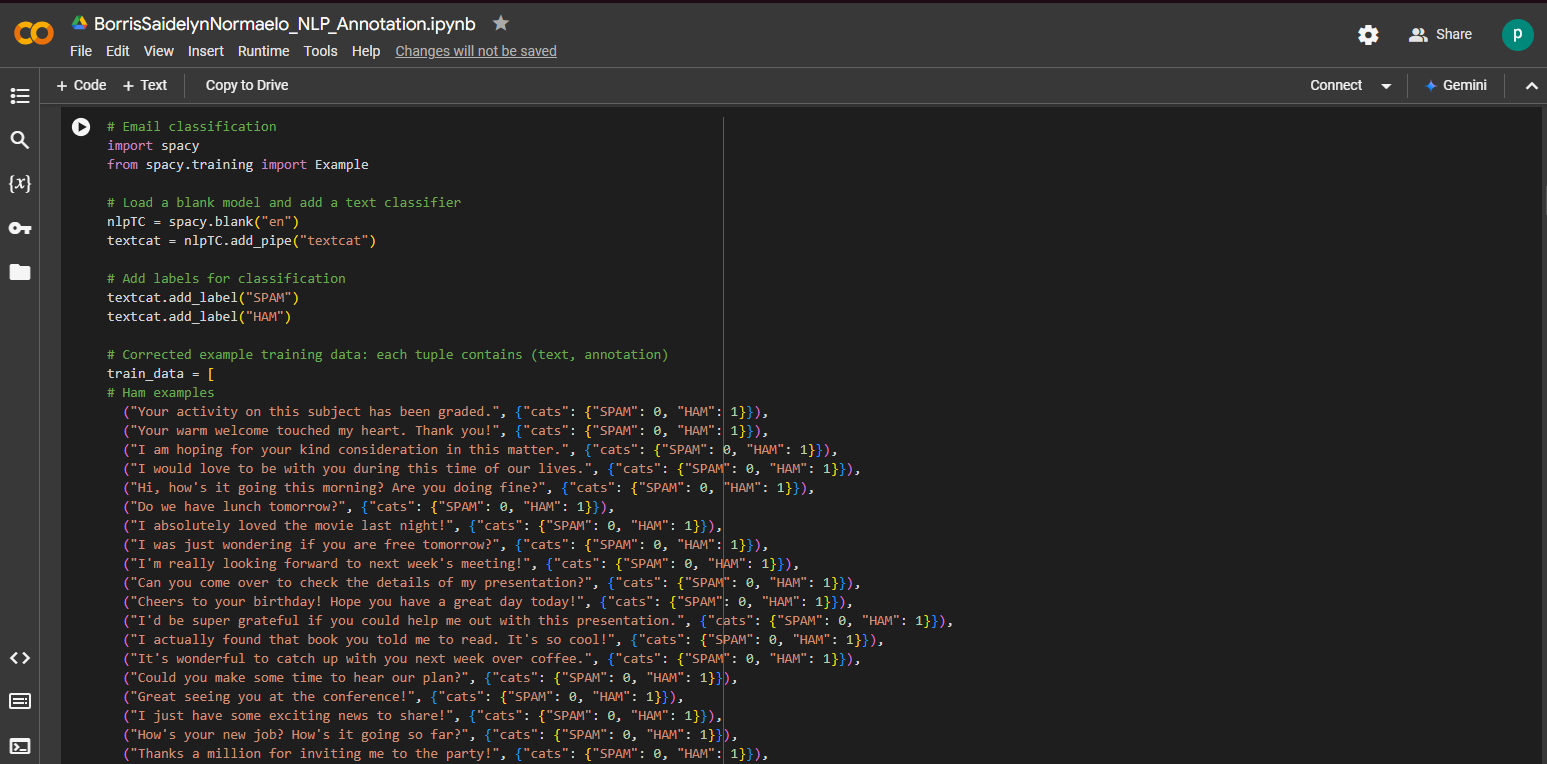 BorrisSaidelynNormaelo_NLP_Annotation.ipynb
File Edit View Insert Runtime Tools Help Changes will not be saved
Share
p
+ Code + Text Copy to Drive
Connect
Gemini
{x}
# Email classification
import spacy
from spacy.training import Example
# Load a blank model and add a text classifier
nlpTC = spacy.blank("en")
textcat = nlpTC.add_pipe("textcat")
# Add labels for classification
textcat.add_label("SPAM")
textcat.add_label("HAM")
# Corrected example training data: each tuple contains (text, annotation)
train_data = [
# Ham examples
("Your activity on this subject has been graded.", {"cats": {"SPAM": 0, "HAM": 1}}),
("Your warm welcome touched my heart. Thank you!", {"cats": {"SPAM": 0, "HAM": 1}}),
("I am hoping for your kind consideration in this matter.", {"cats": {"SPAM": 0, "HAM": 1}}),
("I would love to be with you during this time of our lives.", {"cats": {"SPAM": 0, "HAM": 1}}),
("Hi, how's it going this morning? Are you doing fine?", {"cats": {"SPAM": 0, "HAM": 1}}),
("Do we have lunch tomorrow?", {"cats": {"SPAM": 0, "HAM": 1}}),
("I absolutely loved the movie last night!", {"cats": {"SPAM": 0, "HAM": 1}}),
("I was just wondering if you are free tomorrow?", {"cats": {"SPAM": 0, "HAM": 1}}),
("I'm really looking forward to next week's meeting!", {"cats": {"SPAM": 0, "HAM": 1}}),
("Can you come over to check the details of my presentation?", {"cats": {"SPAM": 0, "HAM": 1}}),
("Cheers to your birthday! Hope you have a great day today!", {"cats": {"SPAM": 0, "HAM": 1}}),
("I'd be super grateful if you could help me out with this presentation.", {"cats": {"SPAM": 0, "HAM": 1}}),
("I actually found that book you told me to read. It's so cool!", {"cats": {"SPAM": 0, "HAM": 1}}),
("It's wonderful to catch up with you next week over coffee.", {"cats": {"SPAM": 0, "HAM": 1}}),
("Could you make some time to hear our plan?", {"cats": {"SPAM": 0, "HAM": 1}}),
("Great seeing you at the conference!", {"cats": {"SPAM": 0, "HAM": 1}}),
("I just have some exciting news to share!", {"cats": {"SPAM": 0, "HAM": 1}}),
("How's your new job? How's it going so far?", {"cats": {"SPAM": 0, "HAM": 1}}),
("Thanks a million for inviting me to the party!", {"cats": {"SPAM": 0, "HAM": 1}}),